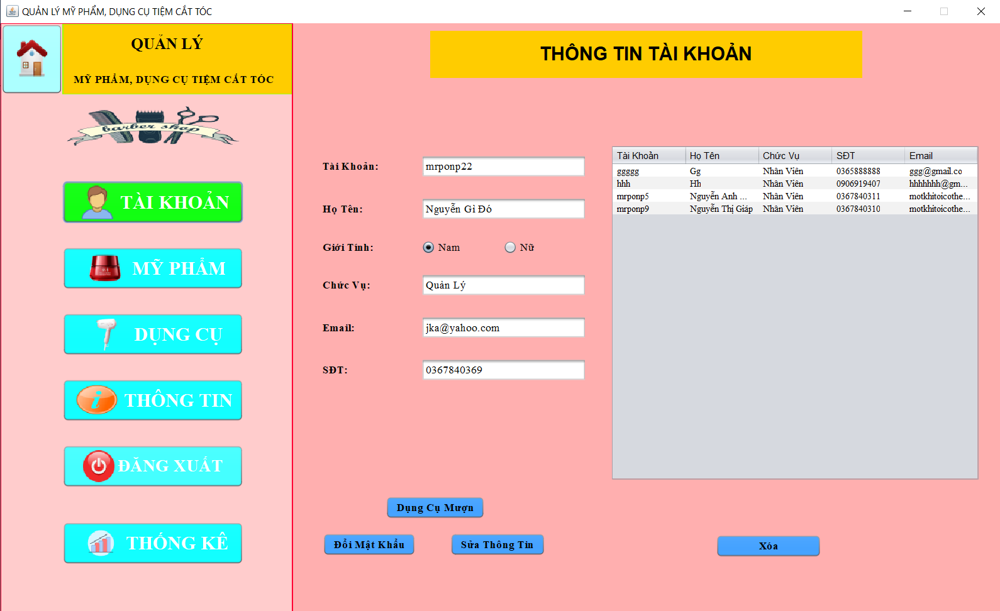 QUẢN LÝ MỸ PHẨM, DỤNG CỤ TIỆM CẮT TÓC
QUẢN LÝ
MỸ PHẨM, DỤNG CỤ TIỆM CẮT TÓC
barber shop
TÀI KHOẢN
MỸ PHẨM
DỤNG CỤ
THÔNG TIN
ĐĂNG XUẤT
THỐNG KÊ
THÔNG TIN TÀI KHOẢN
Tài Khoản: mrponp22
Họ Tên: Nguyễn Gì Đó
Giới Tính: Nam Nữ
Chức Vụ: Quản Lý
Email: jka@yahoo.com
SĐT: 0367840369
Dụng Cụ Mượn
Đổi Mật Khẩu Sửa Thông Tin
Tài Khoản Họ Tên Chức Vụ SĐT Email
ggggg Gg Nhân Viên 0365888888 ggg@gmail.co
hhh Hh Nhân Viên 0906919407 hhhhhhh@gm...
mrponp5 Nguyễn Anh ... Nhân Viên 0367840311 motkhitoicothe...
mrponp9 Nguyễn Thị Giáp Nhân Viên 0367840310 motkhitoicothe...
Xóa